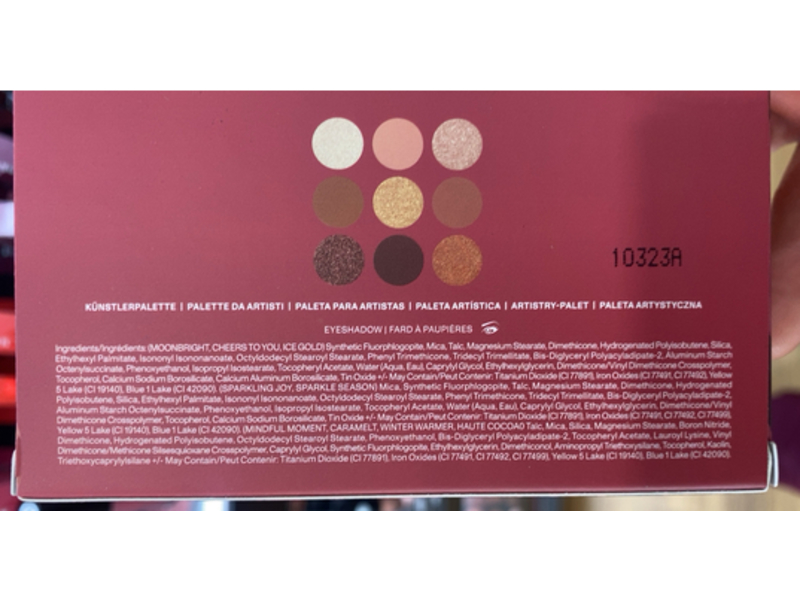 10323A
KÜNSTLERPALETTE | PALETTE DA ARTISTI | PALETA PARA ARTISTAS | PALETA ARTÍSTICA | ARTISTRY-PALET | PALETA ARTYSTYCZNA
EYESHADOW | FARD À PAUPIÈRES
Ingredients/Ingrédients: (MOONBRIGHT, CHEERS TO YOU, ICE GOLD) Synthetic Fluorphlogopite, Mica, Talc, Magnesium Stearate, Dimethicone, Hydrogenated Polyisobutene, Silica,
Ethylhexyl Palmitate, Isononyl Isononanoate, Octyldodecyl Stearoyl Stearate, Phenyl Trimethicone, Tridecyl Trimellitate, Bis-Diglyceryl Polyacyladipate-2, Aluminum Starch
Octenylsuccinate, Phenoxyethanol, Isopropyl Isostearate, Tocopheryl Acetate, Water (Aqua, Eau), Caprylyl Glycol, Ethylhexylglycerin, Dimethicone/Vinyl Dimethicone Crosspolymer,
Tocopherol, Calcium Sodium Borosilicate, Calcium Aluminum Borosilicate, Tin Oxide +/- May Contain/Peut Contenir: Titanium Dioxide (CI 77891), Iron Oxides (CI 77491, CI 77492), Yellow
5 Lake (CI 19140), Blue 1 Lake (CI 42090). (SPARKLING JOY, SPARKLE SEASON) Mica, Synthetic Fluorphlogopite, Talc, Magnesium Stearate, Dimethicone, Hydrogenated
Polyisobutene, Silica, Ethylhexyl Palmitate, Isononyl Isononanoate, Octyldodecyl Stearoyl Stearate, Phenyl Trimethicone, Tridecyl Trimellitate, Bis-Diglyceryl Polyacyladipate-2,
Aluminum Starch Octenylsuccinate, Phenoxyethanol, Isopropyl Isostearate, Tocopheryl Acetate, Water (Aqua, Eau), Caprylyl Glycol, Ethylhexylglycerin, Dimethicone/Vinyl
Dimethicone Crosspolymer, Tocopherol, Calcium Sodium Borosilicate, Tin Oxide +/- May Contain/Peut Contenir: Titanium Dioxide (CI 77891), Iron Oxides (CI 77491, CI 77492, CI 77499),
Yellow 5 Lake (CI 19140), Blue 1 Lake (CI 42090). (MINDFUL MOMENT, CARAMELT, WINTER WARMER, HAUTE COCOA) Talc, Mica, Silica, Magnesium Stearate, Boron Nitride,
Dimethicone, Hydrogenated Polyisobutene, Octyldodecyl Stearoyl Stearate, Phenoxyethanol, Bis-Diglyceryl Polyacyladipate-2, Tocopheryl Acetate, Lauroyl Lysine, Vinyl
Dimethicone/Methicone Silsesquioxane Crosspolymer, Caprylyl Glycol, Synthetic Fluorphlogopite, Ethylhexylglycerin, Dimethiconol, Aminopropyl Triethoxysilane, Tocopherol, Kaolin,
Triethoxycaprylylsilane +/- May Contain/Peut Contenir: Titanium Dioxide (CI 77891), Iron Oxides (CI 77491, CI 77492, CI 77499), Yellow 5 Lake (CI 19140), Blue 1 Lake (CI 42090).